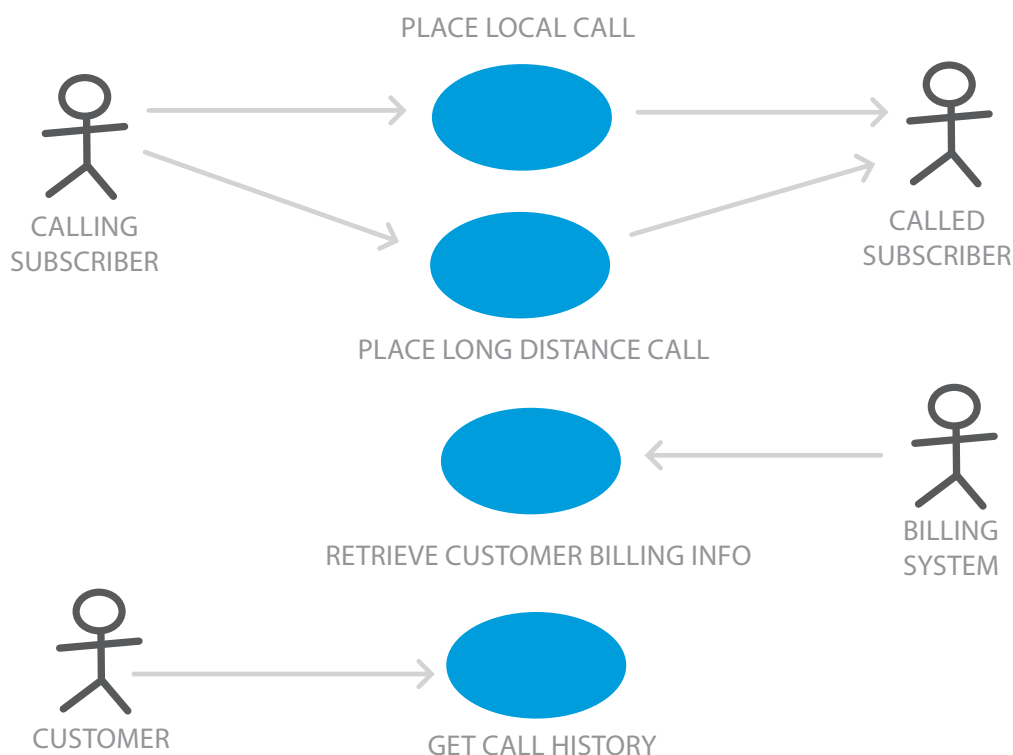 PLACE LOCAL CALL
CALLING
SUBSCRIBER
CALLED
SUBSCRIBER
PLACE LONG DISTANCE CALL
BILLING
SYSTEM
RETRIEVE CUSTOMER BILLING INFO
CUSTOMER
GET CALL HISTORY